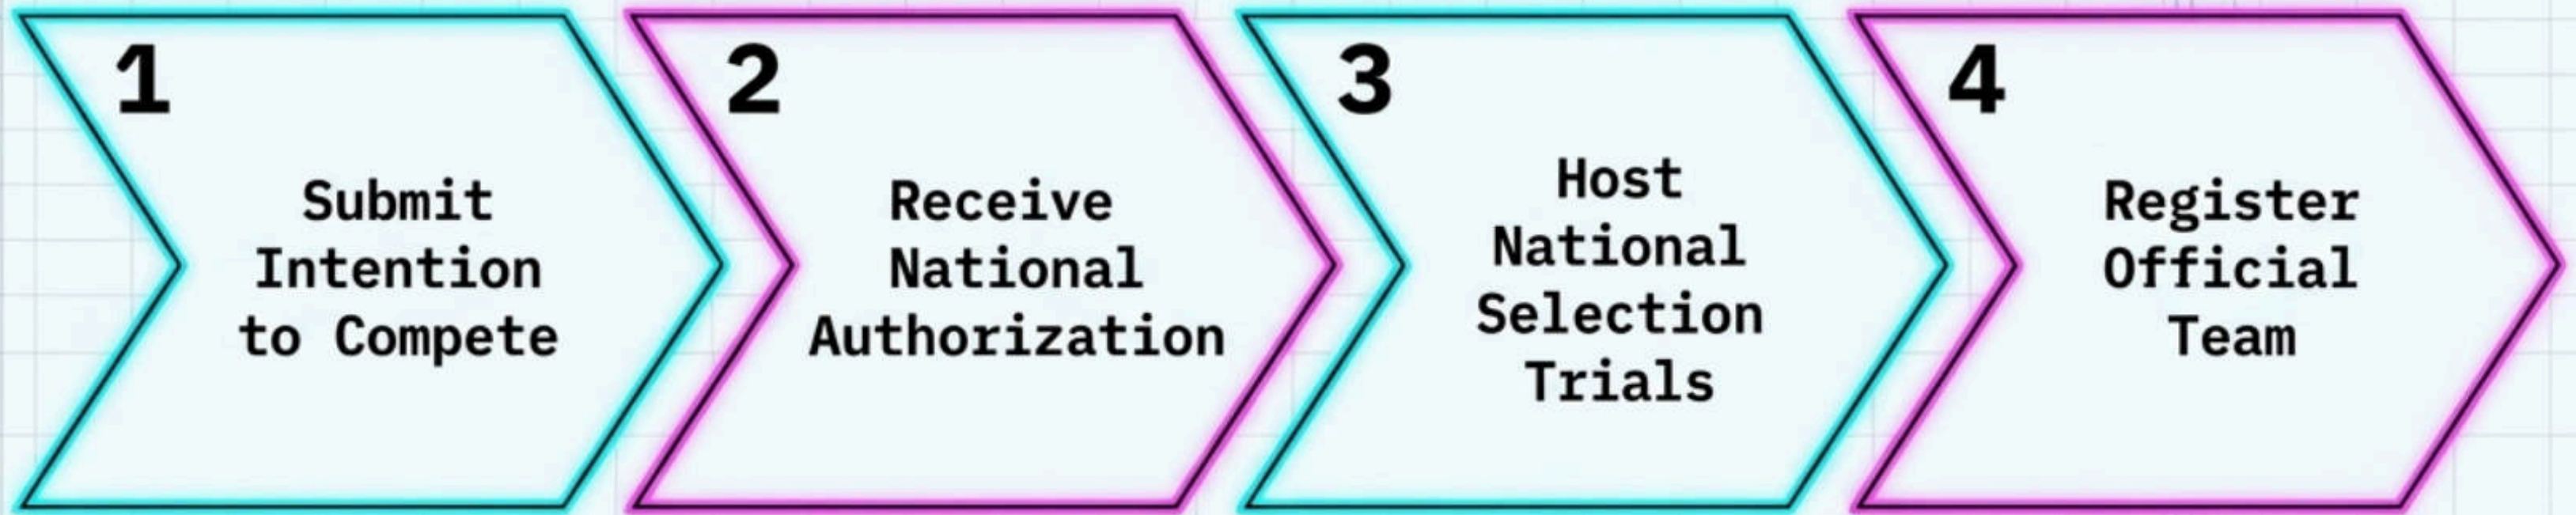 1
Submit
Intention
to Compete
2
Receive
National
Authorization
3
Host
National
Selection
Trials
4
Register
Official
Team